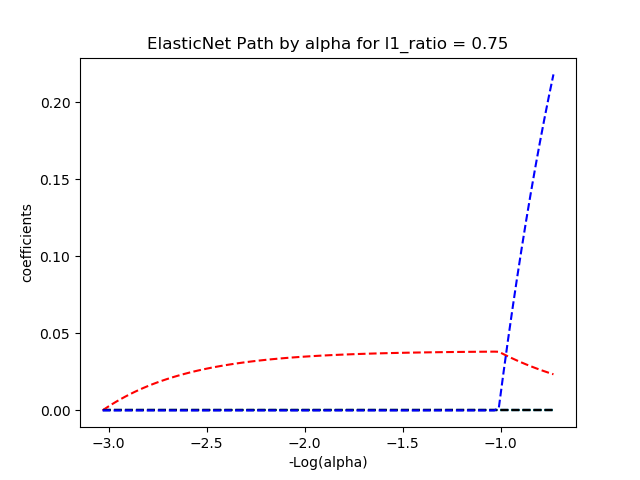 ElasticNet Path by alpha for l1_ratio = 0.75
0.20
0.15
0.10
0.05
0.00
coefficients
−3.0 −2.5 −2.0 −1.5 −1.0
-Log(alpha)